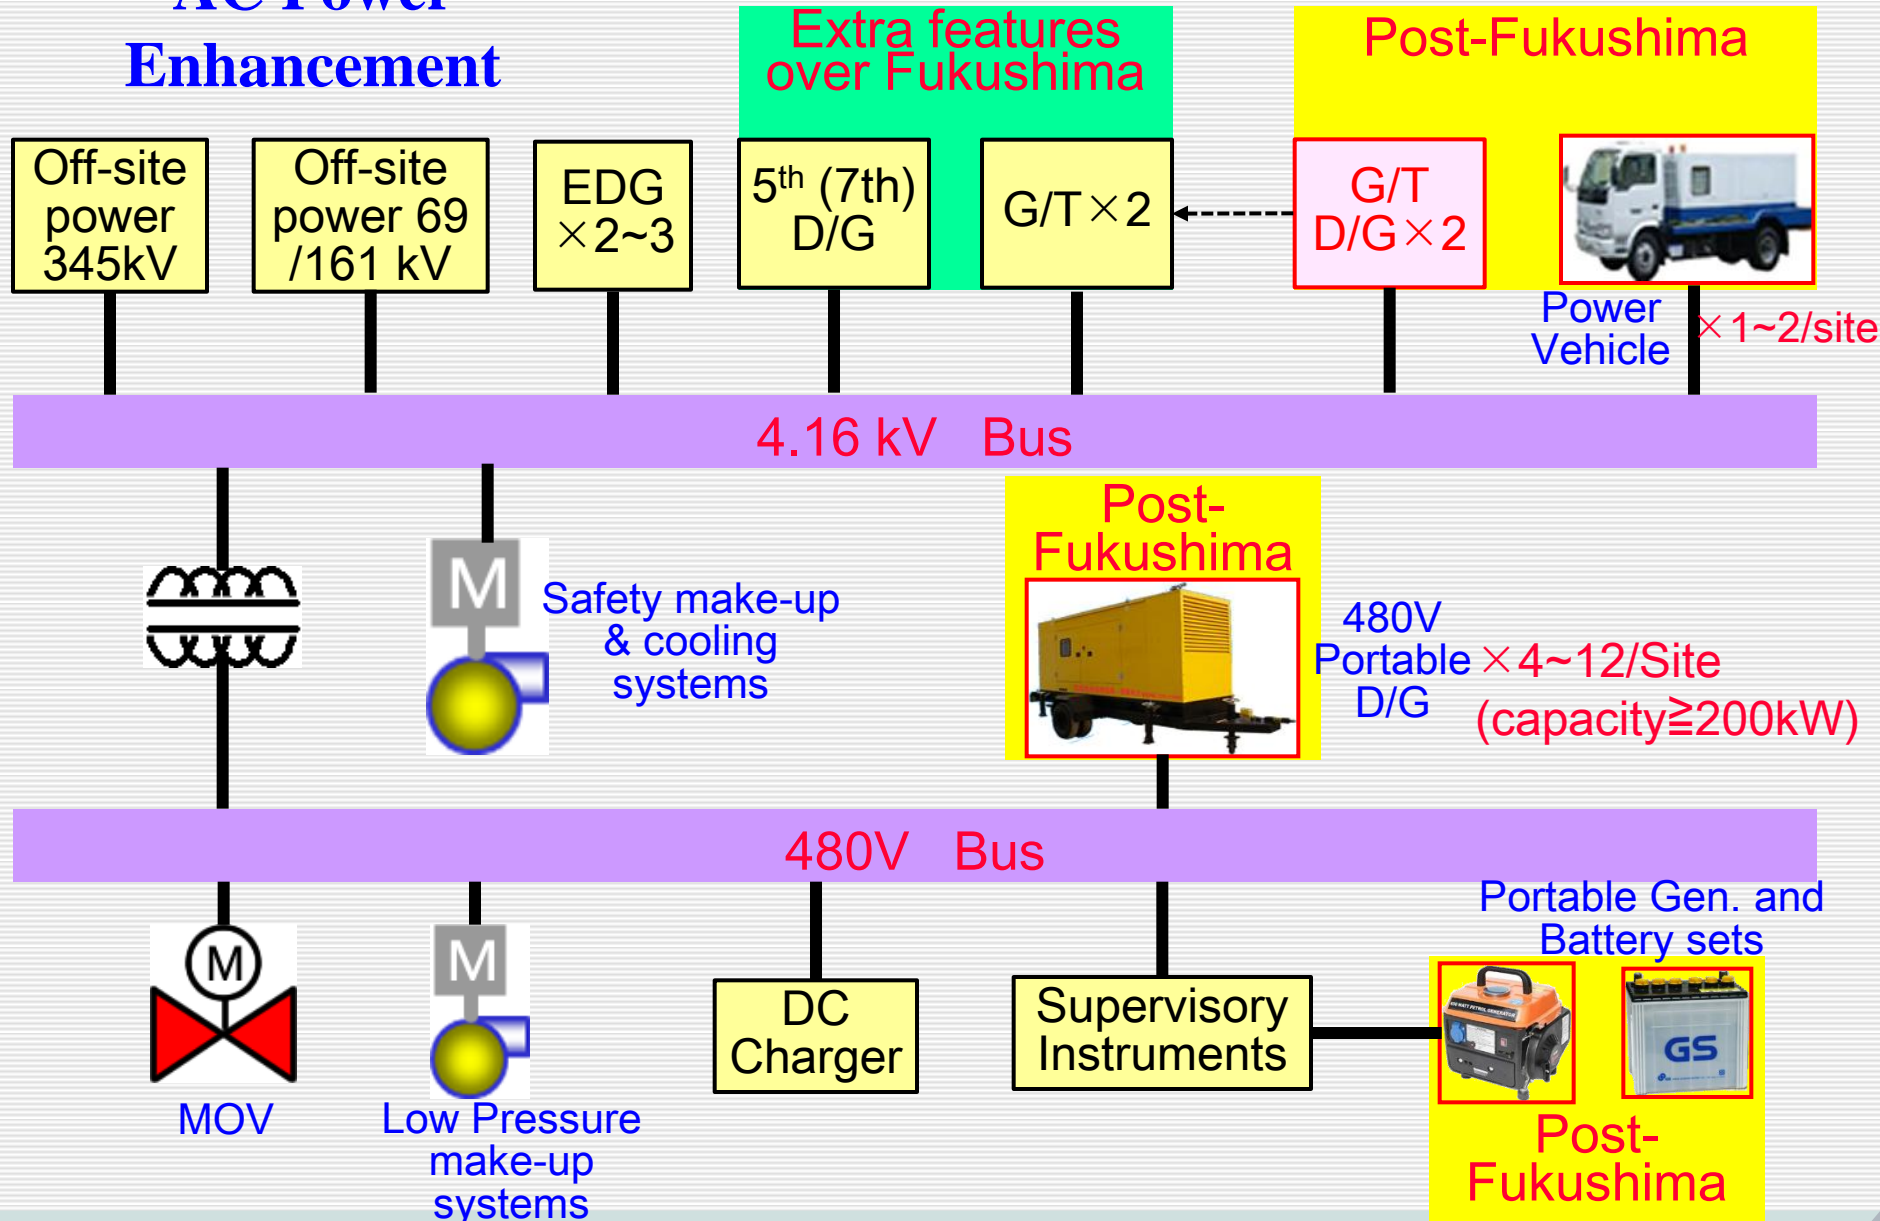 AC Power
Enhancement
Extra features
over Fukushima
Post-Fukushima
Off-site
power
345kV
Off-site
power 69
/161 kV
EDG
×2~3
5th (7th)
D/G
G/T×2
G/T
D/G×2
Power
Vehicle
×1~2/site
4.16 kV Bus
M
Safety make-up
& cooling
systems
Post-
Fukushima
480V
Portable
D/G
×4~12/Site
(capacity≧200kW)
480V Bus
M
MOV
M
Low Pressure
make-up
systems
DC
Charger
Supervisory
Instruments
Portable Gen. and
Battery sets
GS
Post-
Fukushima